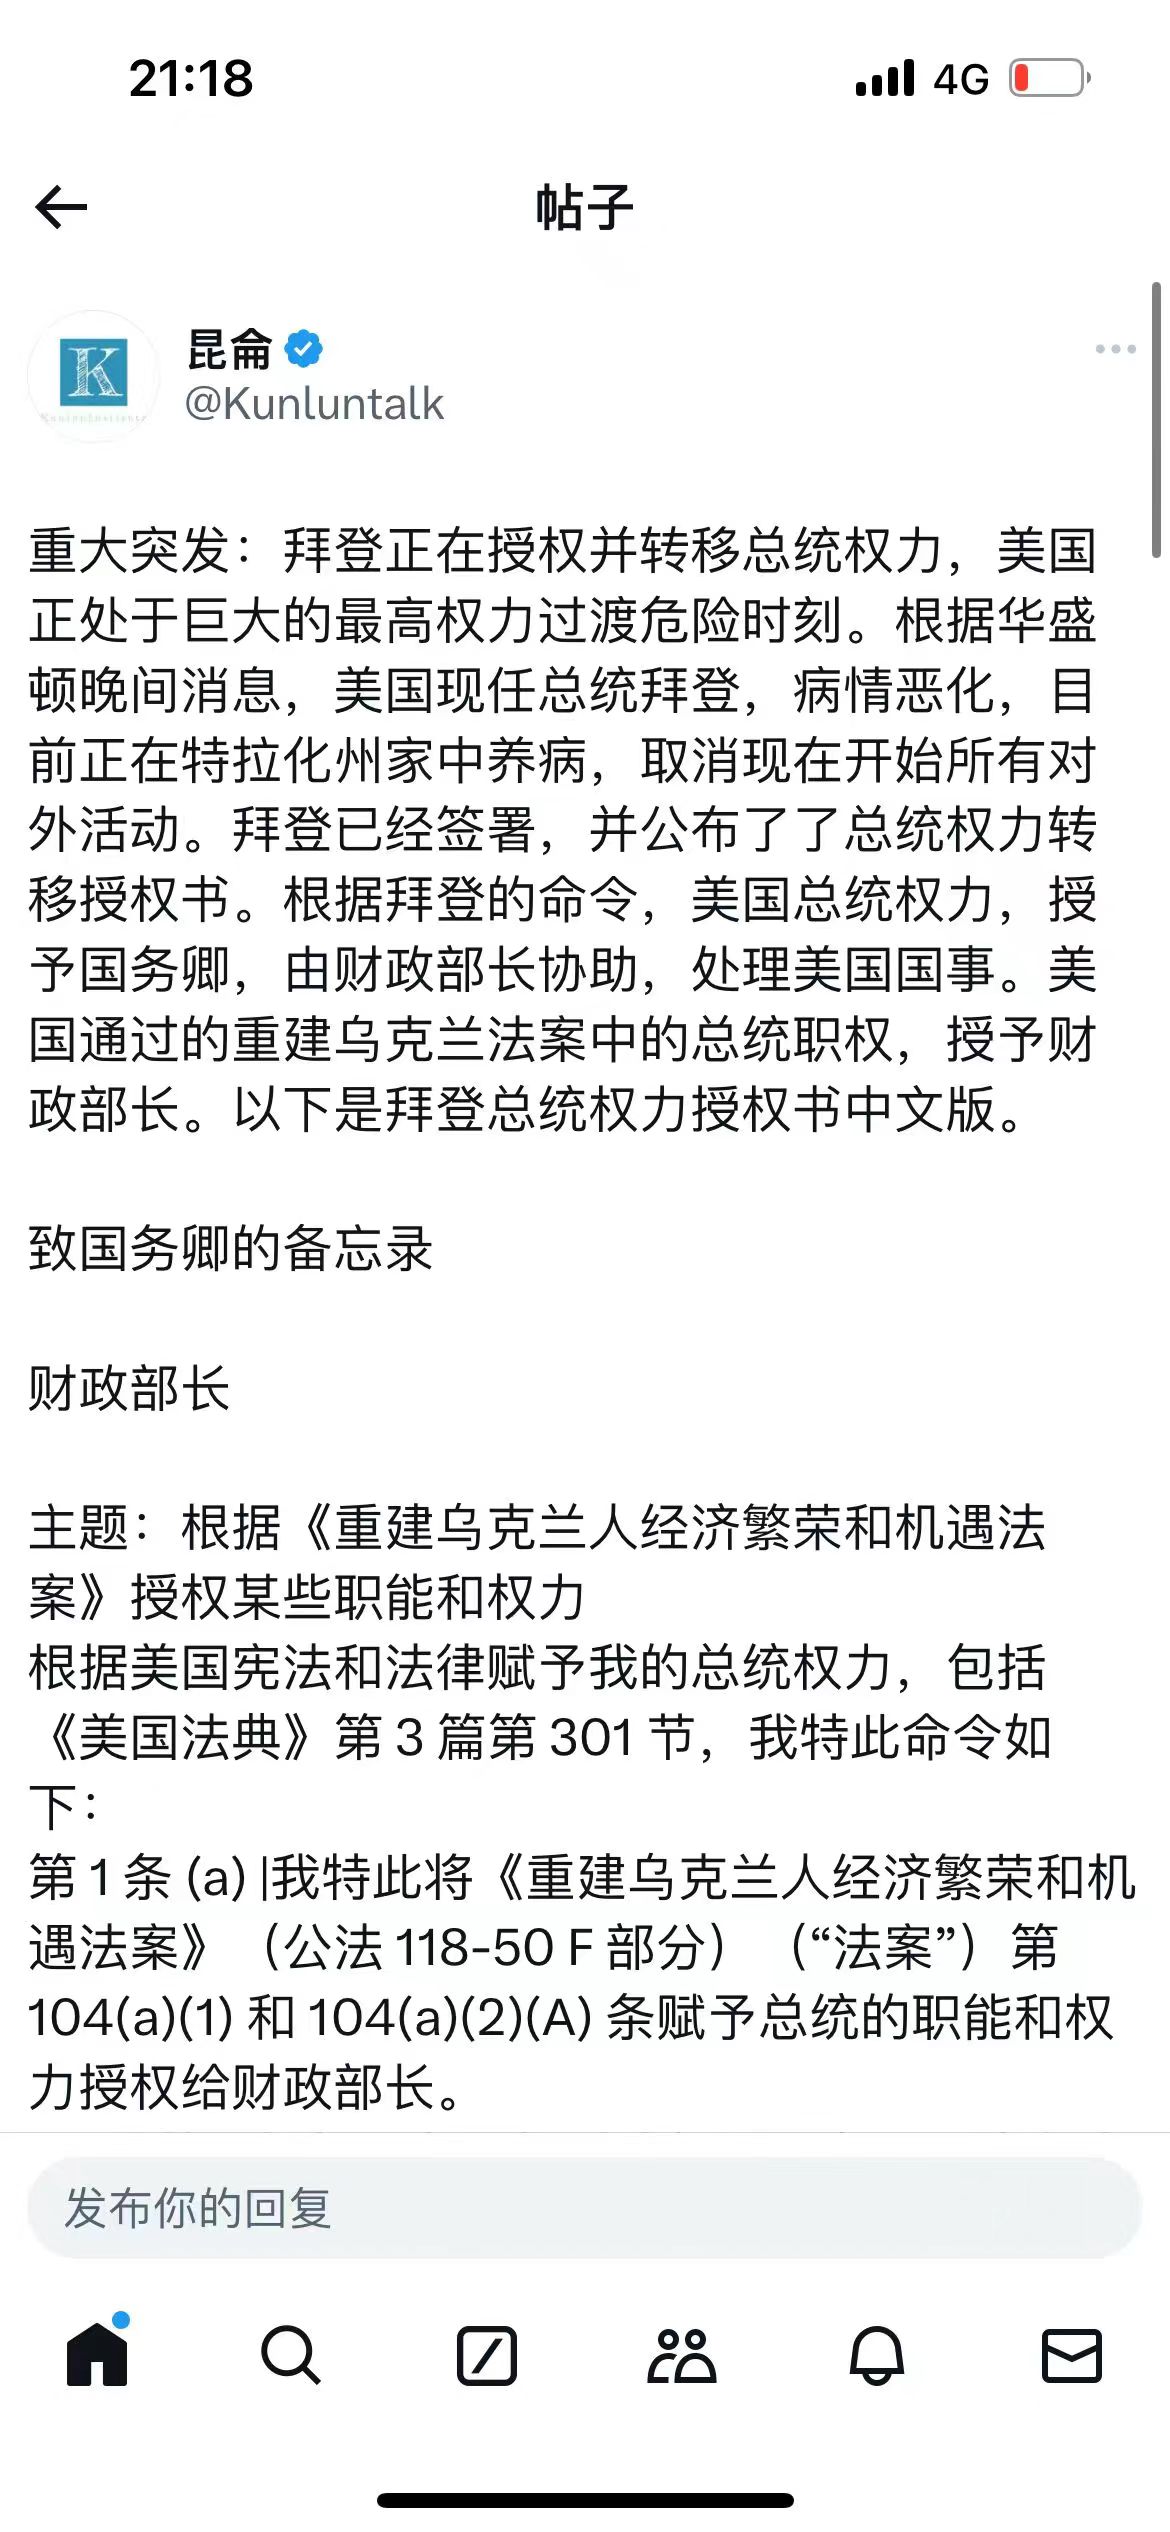 21:18
4G
帖子
昆侖
@Kunluntalk
重大突发：拜登正在授权并转移总统权力，美国
正处于巨大的最高权力过渡危险时刻。根据华盛
顿晚间消息，美国现任总统拜登，病情恶化，目
前正在特拉化州家中养病，取消现在开始所有对
外活动。拜登已经签署，并公布了了总统权力转
移授权书。根据拜登的命令，美国总统权力，授
予国务卿，由财政部长协助，处理美国国事。美
国通过的重建乌克兰法案中的总统职权，授予财
政部长。以下是拜登总统权力授权书中文版。
致国务卿的备忘录
财政部长
主题：根据《重建乌克兰人经济繁荣和机遇法
案》授权某些职能和权力
根据美国宪法和法律赋予我的总统权力，包括
《美国法典》第 3 篇第 301 节，我特此命令如
下：
第 1 条 (a) |我特此将《重建乌克兰人经济繁荣和机
遇法案》（公法 118-50 F 部分）（“法案”）第
104(a)(1) 和 104(a)(2)(A) 条赋予总统的职能和权
力授权给财政部长。
发布你的回复